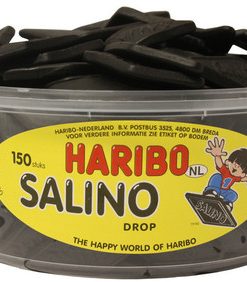 HARIBO-NEDERLAND B.V. POSTBUS 3525, 4800 DM BREDA
VOOR VERDERE INFORMATIE ZIE ETIKET OP BODEM
150 stuks
HARIBO
NL
SALINO
DROP
SALINO
THE HAPPY WORLD OF HARIBO